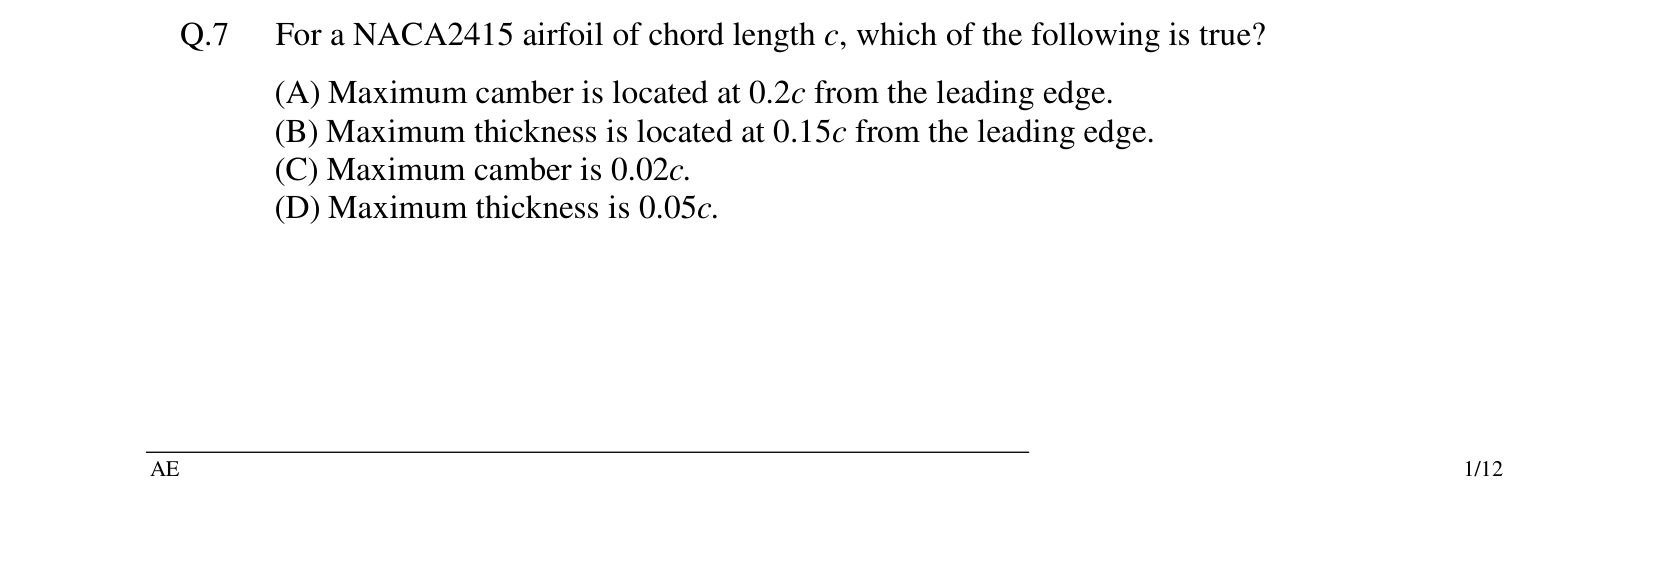 Q.7 For a NACA2415 airfoil of chord length c, which of the following is true?
(A) Maximum camber is located at 0.2c from the leading edge.
(B) Maximum thickness is located at 0.15c from the leading edge.
(C) Maximum camber is 0.02c.
(D) Maximum thickness is 0.05c.
AE 1/12